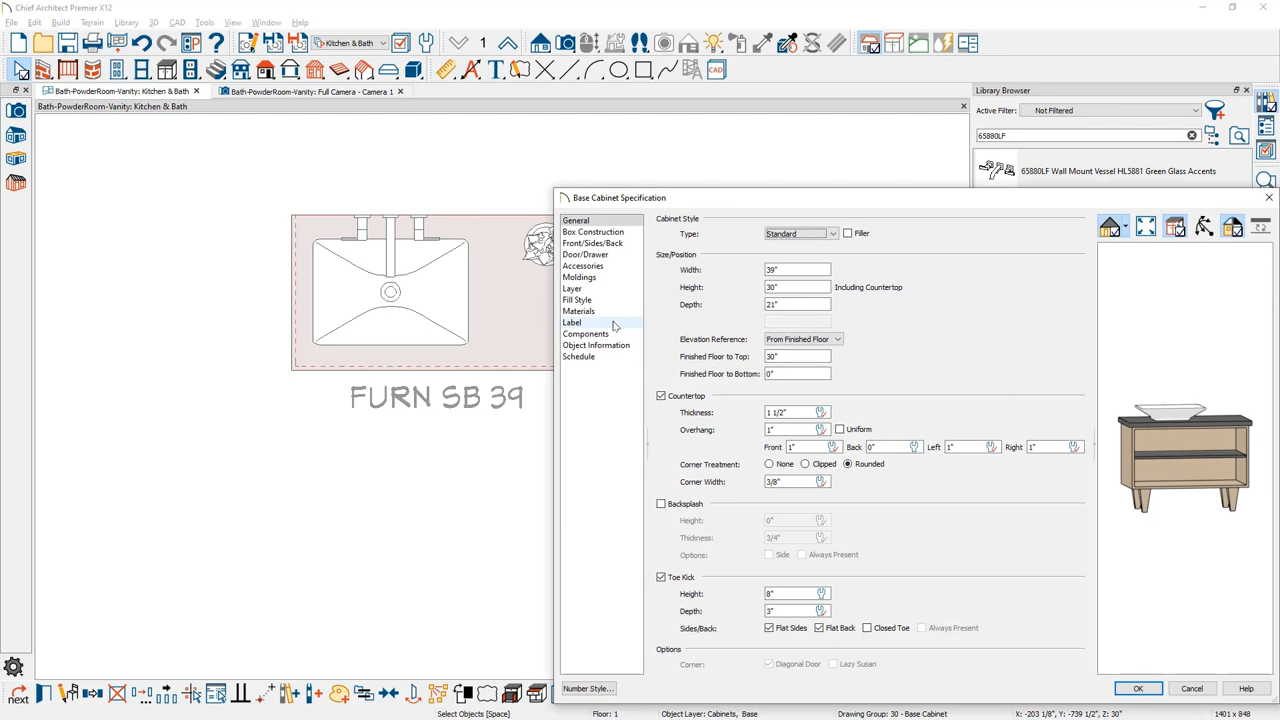 Chief Architect Premier X12
File Edit Build Terrain Library 3D CAD Tools View Window Help
Kitchen & Bath 1
CAD
Bath-PowderRoom-Vanity: Kitchen & Bath Bath-PowderRoom-Vanity: Full Camera - Camera 1
Bath-PowderRoom-Vanity: Kitchen & Bath
Library Browser
Active Filter: Not Filtered
65880LF
65880LF Wall Mount Vessel HL5881 Green Glass Accents
FURN SB 39
Base Cabinet Specification
General
Box Construction
Front/Sides/Back
Door/Drawer
Accessories
Moldings
Layer
Fill Style
Materials
Label
Components
Object Information
Schedule
Cabinet Style
Type: Standard Filler
Size/Position
Width: 39"
Height: 30" Including Countertop
Depth: 21"
Elevation Reference: From Finished Floor
Finished Floor to Top: 30"
Finished Floor to Bottom: 0"
Countertop
Thickness: 1 1/2"
Overhang: 1" Uniform
Front 1" Back 0" Left 1" Right 1"
Corner Treatment: None Clipped Rounded
Corner Width: 3/8"
Backsplash
Height: 0"
Thickness: 3/4"
Options: Side Always Present
Toe Kick
Height: 8"
Depth: 3"
Sides/Back: Flat Sides Flat Back Closed Toe Always Present
Options
Corner: Diagonal Door Lazy Susan
Number Style... OK Cancel Help
next
Select Objects [Space] Floor: 1 Object Layer: Cabinets, Base Drawing Group: 30 - Base Cabinet X: -203 1/8", Y: -739 1/2", Z: 30" 1401 x 848